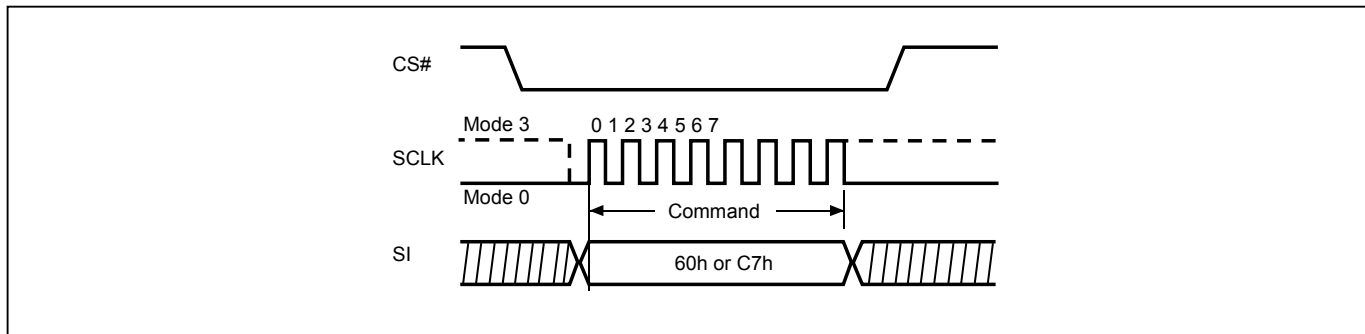 CS#
Mode 3
0 1 2 3 4 5 6 7
SCLK
Mode 0
Command
SI
60h or C7h